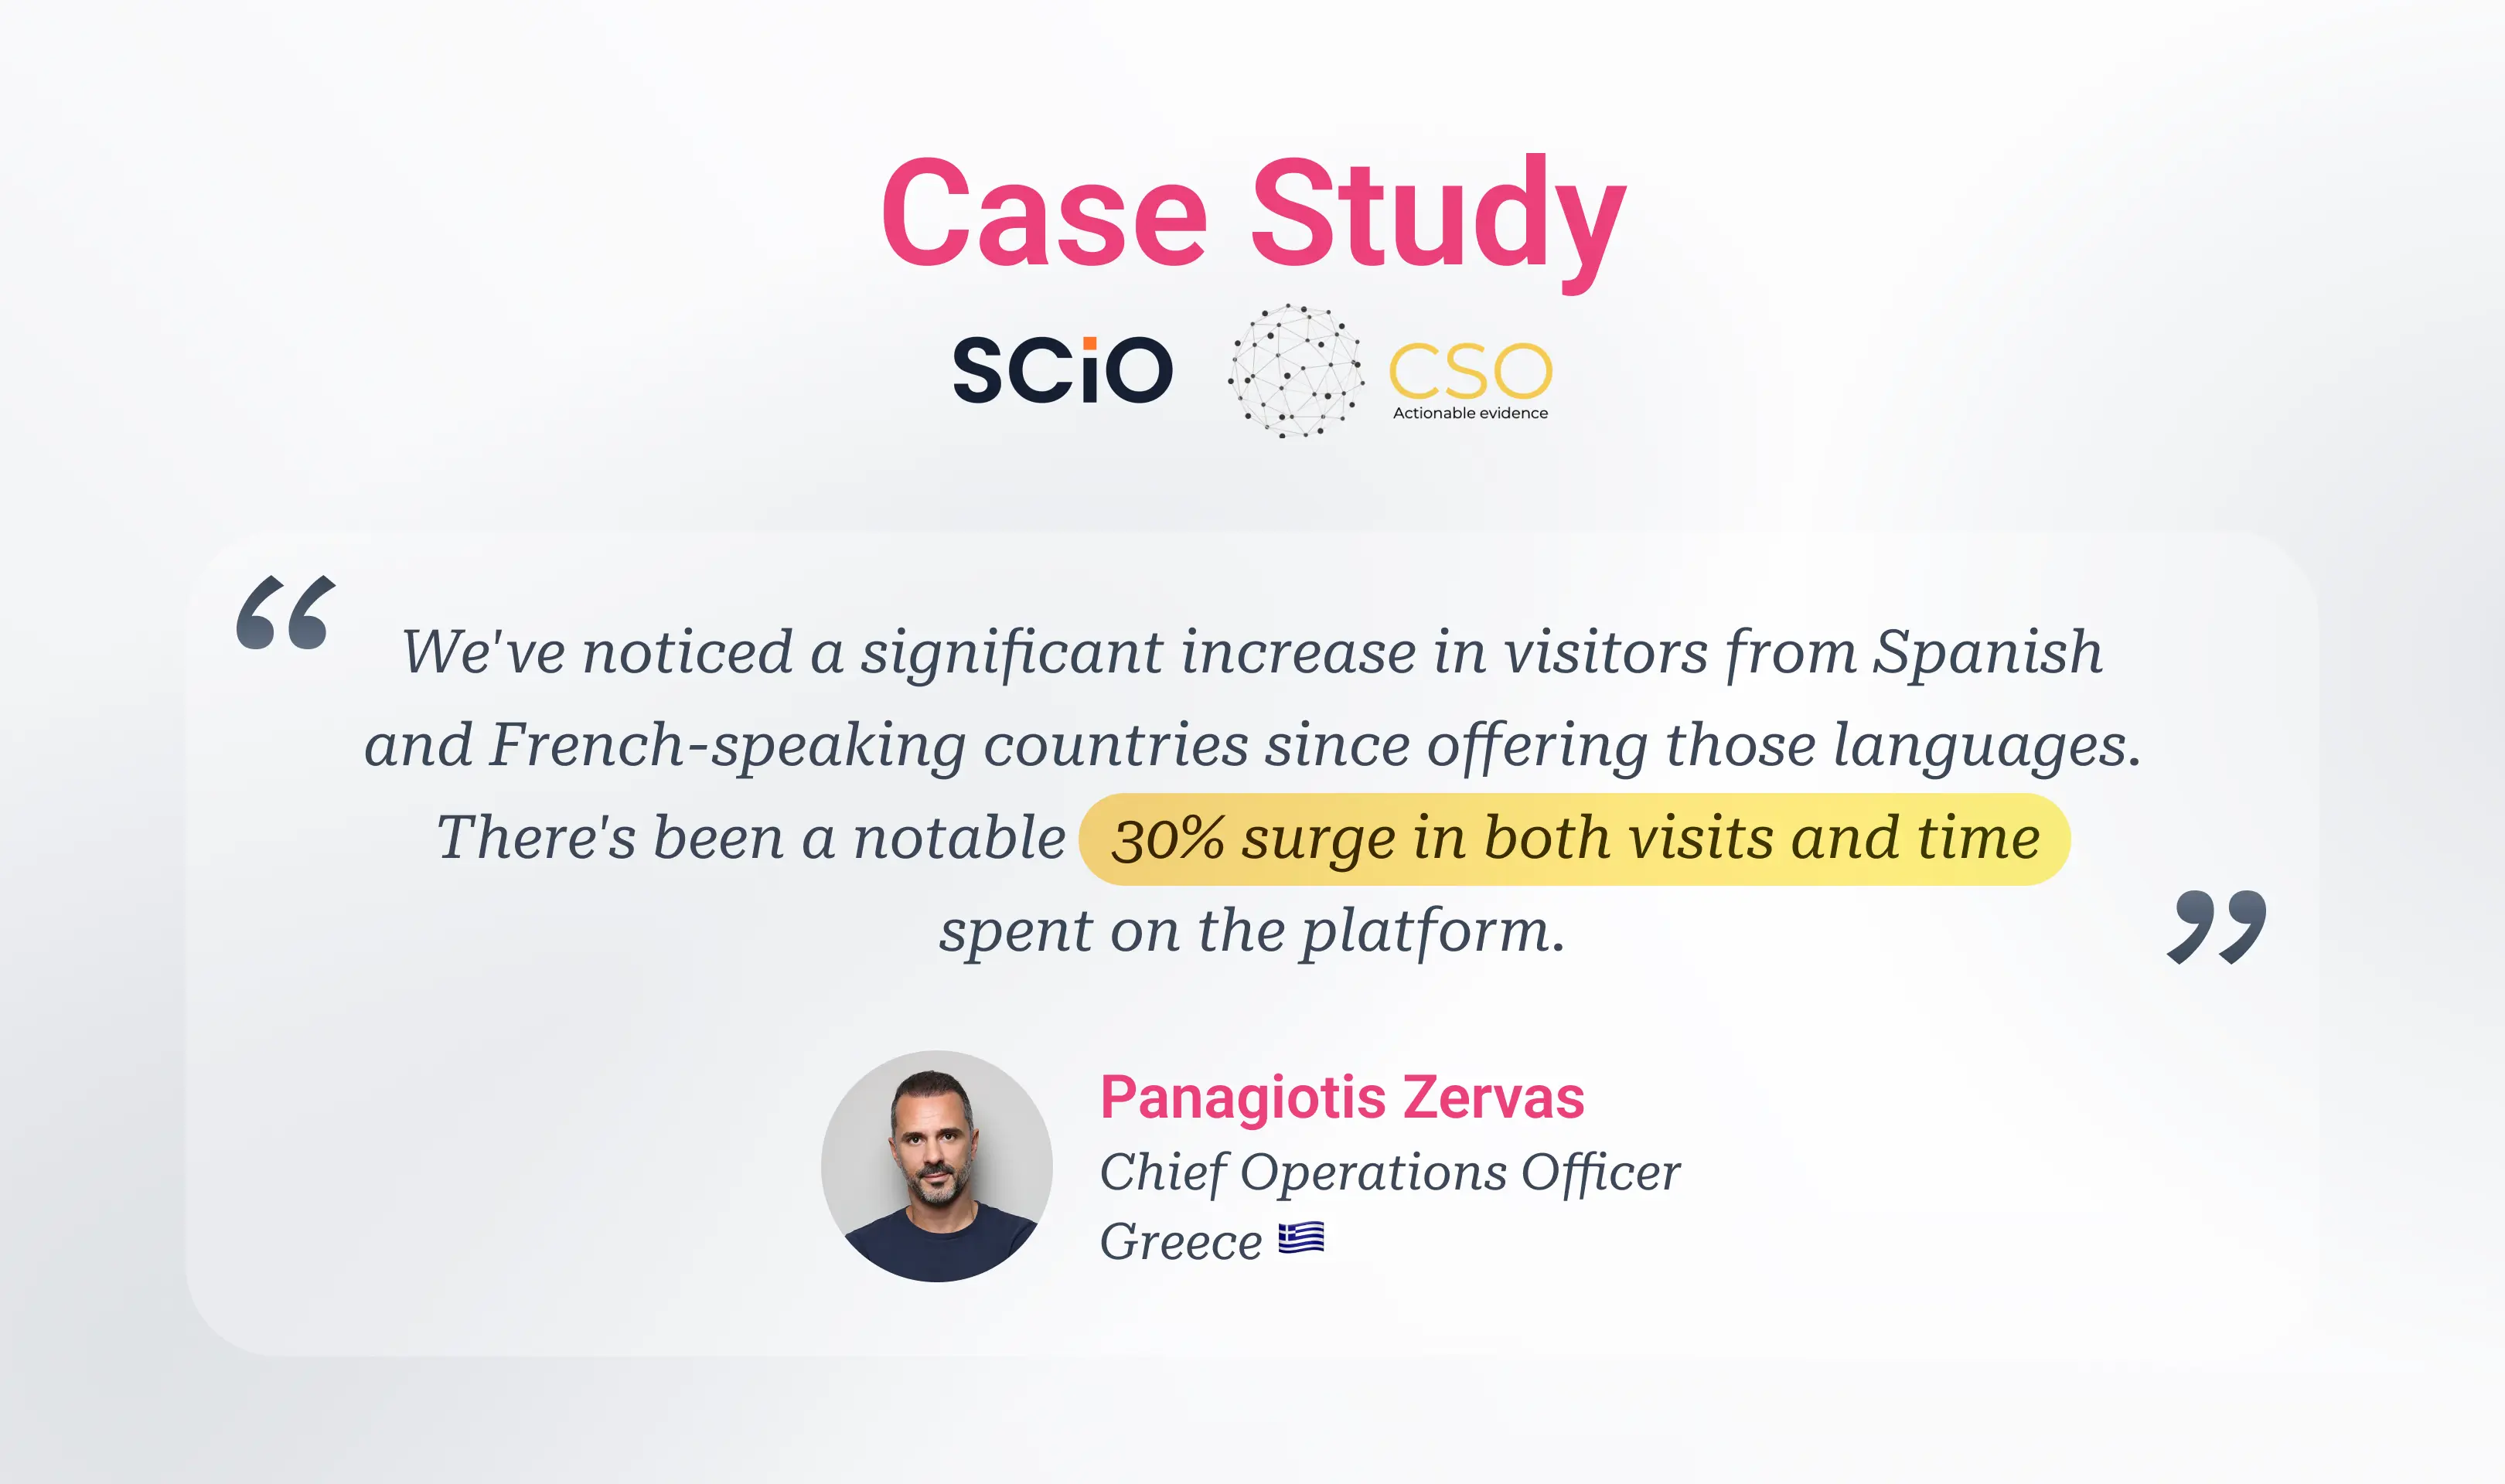 Case Study
SCiO
CSO
Actionable evidence
“
We've noticed a significant increase in visitors from Spanish
and French-speaking countries since offering those languages.
There's been a notable 30% surge in both visits and time
spent on the platform.
”
Panagiotis Zervas
Chief Operations Officer
Greece 🇬🇷